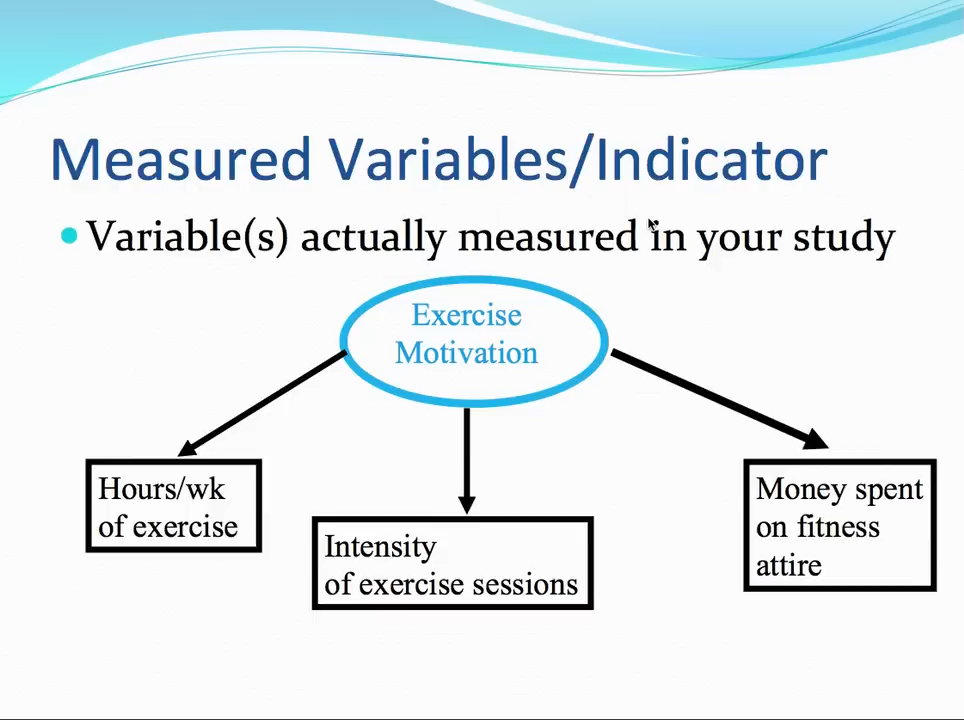 Measured Variables/Indicator
• Variable(s) actually measured in your study
Exercise
Motivation
Hours/wk
of exercise
Intensity
of exercise sessions
Money spent
on fitness
attire